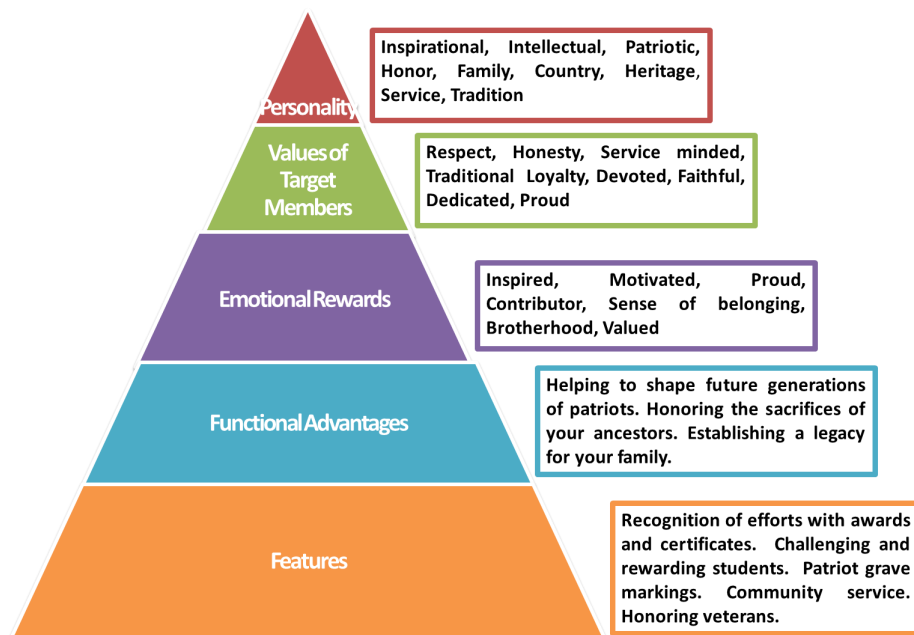 Personality
Inspirational, Intellectual, Patriotic,
Honor, Family, Country, Heritage,
Service, Tradition
Values of
Target
Members
Respect, Honesty, Service minded,
Traditional Loyalty, Devoted, Faithful,
Dedicated, Proud
Emotional Rewards
Inspired, Motivated, Proud,
Contributor, Sense of belonging,
Brotherhood, Valued
Functional Advantages
Helping to shape future generations
of patriots. Honoring the sacrifices of
your ancestors. Establishing a legacy
for your family.
Features
Recognition of efforts with awards
and certificates. Challenging and
rewarding students. Patriot grave
markings. Community service.
Honoring veterans.